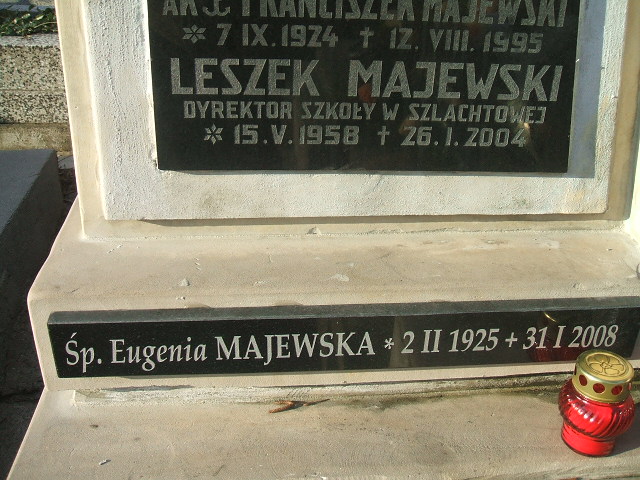 AK FRANCISZEK MAJEWSKI
* 7 IX. 1924 + 12. VIII. 1995
LESZEK MAJEWSKI
DYREKTOR SZKOŁY W SZLACHTOWEJ
* 15. V. 1958 + 26. I. 2004
Śp. Eugenia MAJEWSKA * 2 II 1925 + 31 I 2008